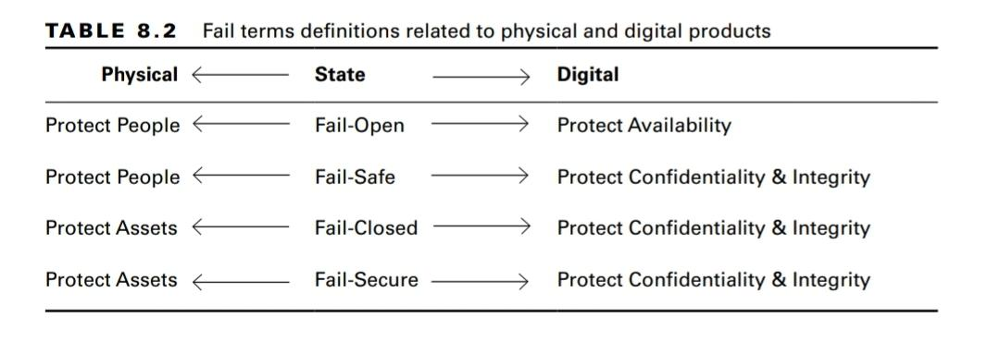 TABLE 8.2 Fail terms definitions related to physical and digital products
Physical State Digital
Protect People Fail-Open Protect Availability
Protect People Fail-Safe Protect Confidentiality & Integrity
Protect Assets Fail-Closed Protect Confidentiality & Integrity
Protect Assets Fail-Secure Protect Confidentiality & Integrity